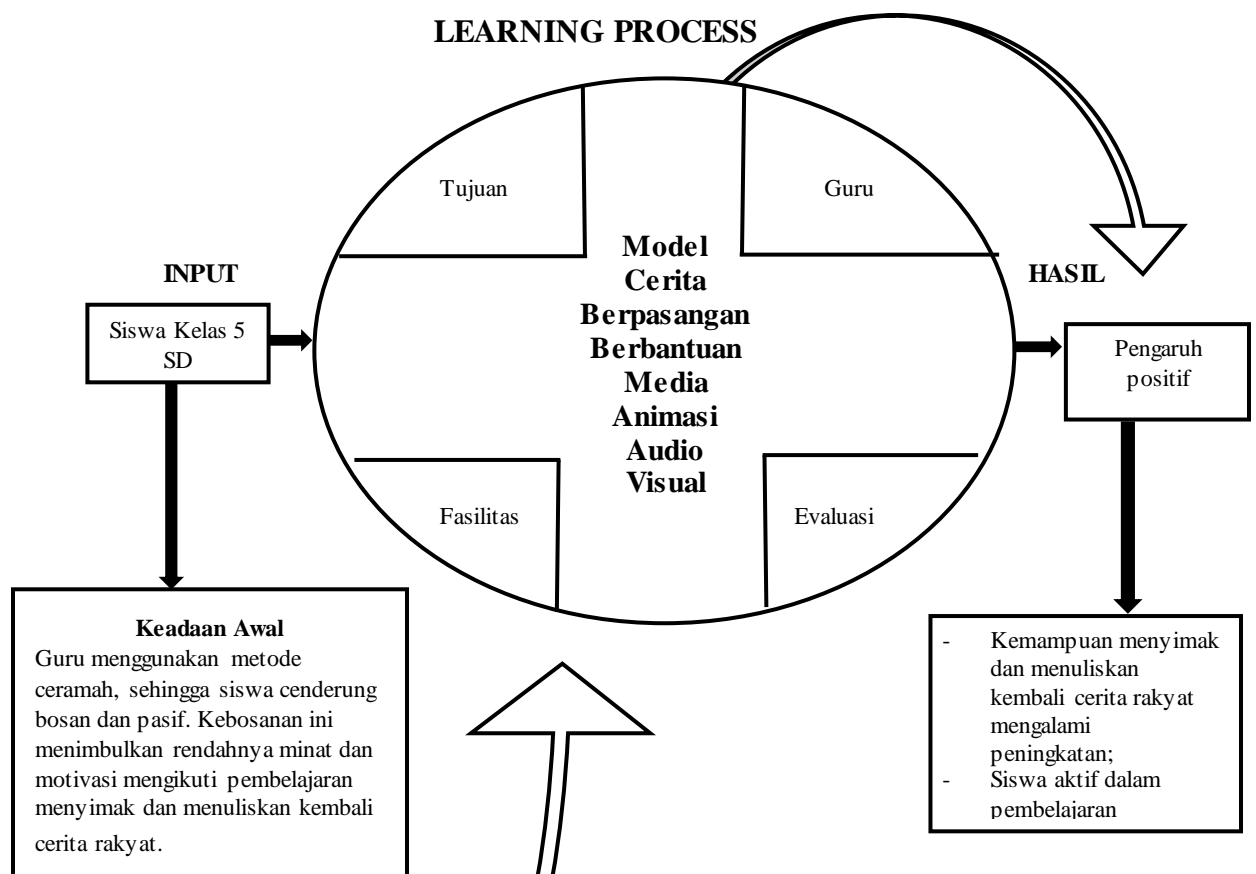 LEARNING PROCESS
Tujuan
Guru
INPUT
Siswa Kelas 5
SD
Model
Cerita
Berpasangan
Berbantuan
Media
Animasi
Audio
Visual
HASIL
Pengaruh
positif
Fasilitas
Evaluasi
Keadaan Awal
Guru menggunakan metode
ceramah, sehingga siswa cenderung
bosan dan pasif. Kebosanan ini
menimbulkan rendahnya minat dan
motivasi mengikuti pembelajaran
menyimak dan menuliskan kembali
cerita rakyat.
- Kemampuan menyimak
dan menuliskan
kembali cerita rakyat
mengalami
peningkatan;
- Siswa aktif dalam
pembelajaran